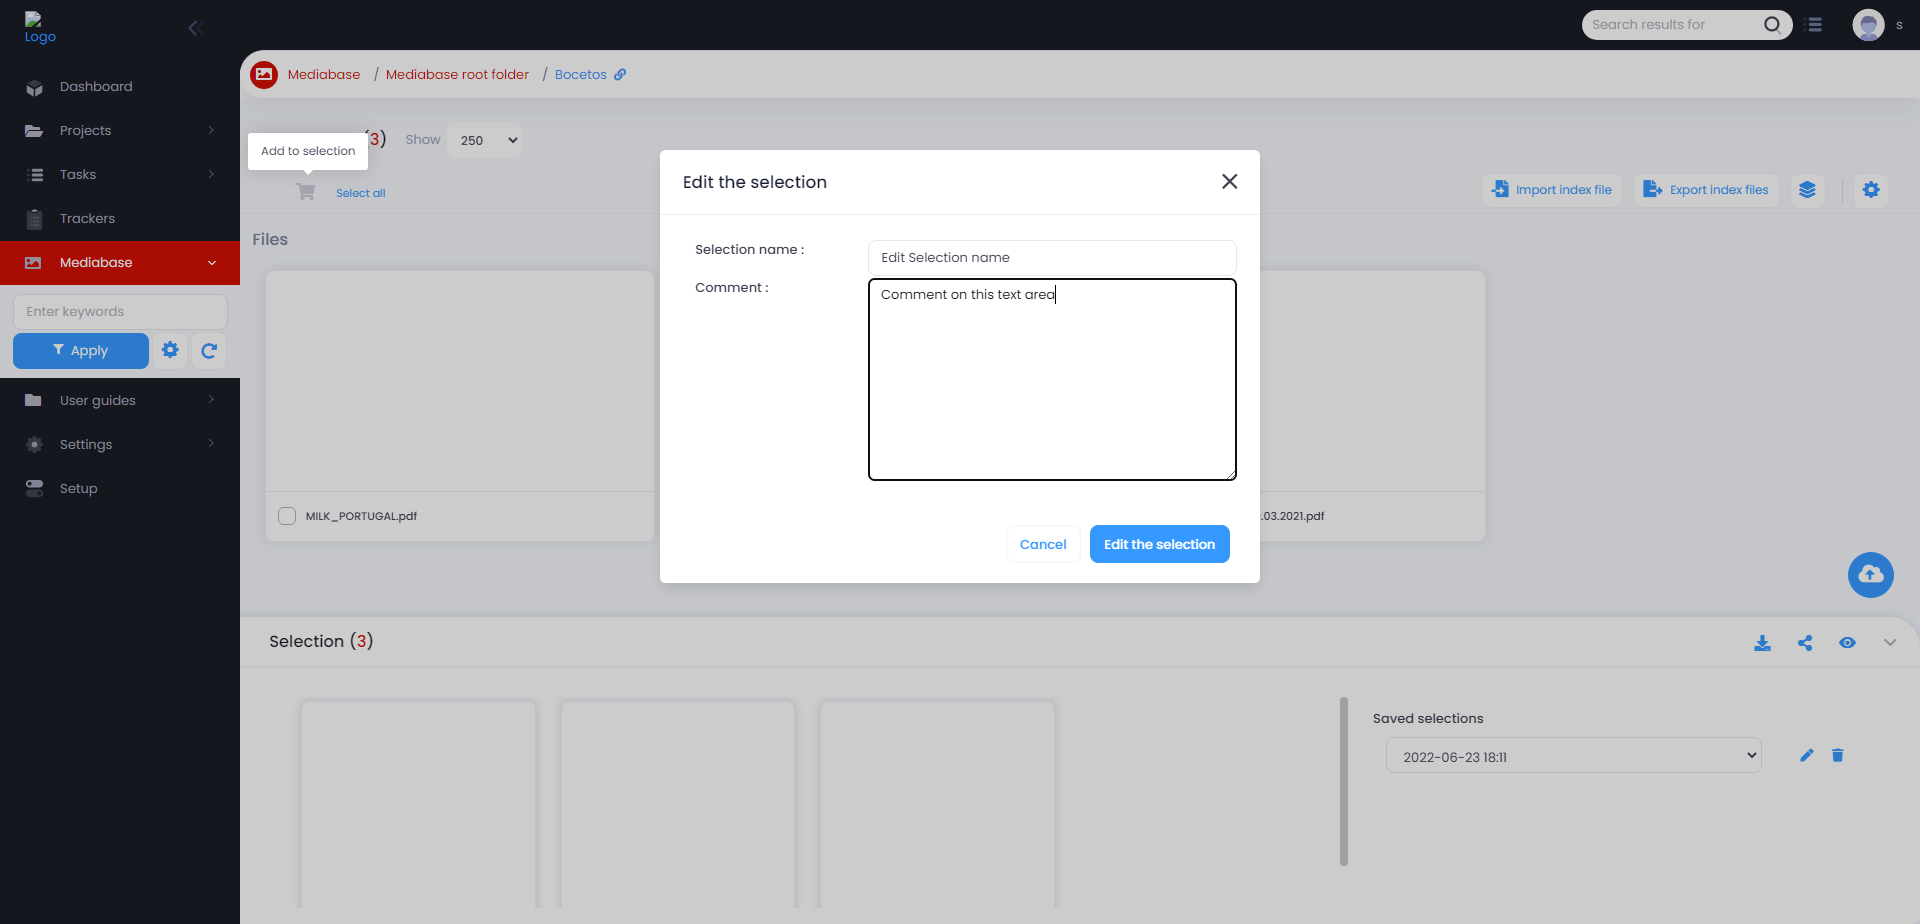 Logo
Search results for
s
Dashboard
Projects
Tasks
Trackers
Mediabase
Enter keywords
Apply
User guides
Settings
Setup
Mediabase / Mediabase root folder / Bocetos
(3) Show 250
Add to selection
Select all
Import index file
Export index files
Files
MILK_PORTUGAL.pdf
.03.2021.pdf
Edit the selection
Selection name :
Edit Selection name
Comment :
Comment on this text area
Cancel
Edit the selection
Selection (3)
Saved selections
2022-06-23 18:11